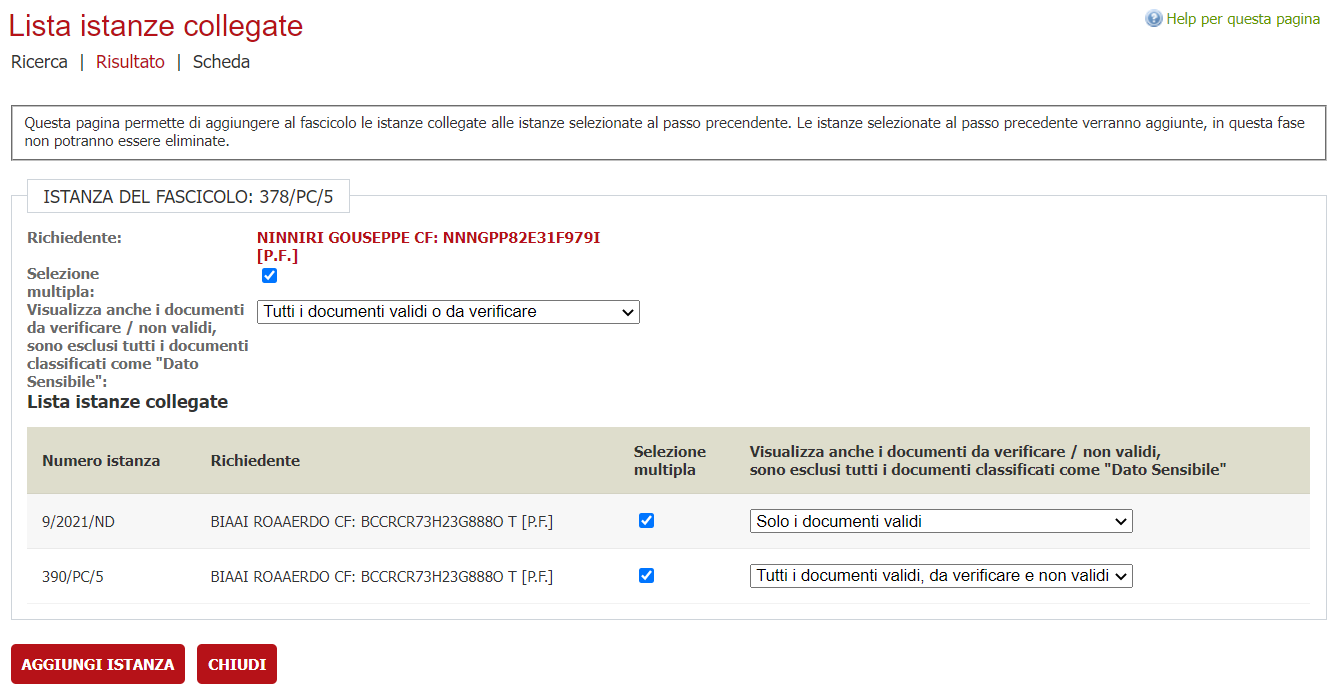 Lista istanze collegate
Help per questa pagina
Ricerca | Risultato | Scheda
Questa pagina permette di aggiungere al fascicolo le istanze collegate alle istanze selezionate al passo precendente. Le istanze selezionate al passo precedente verranno aggiunte, in questa fase
non potranno essere eliminate.
ISTANZA DEL FASCICOLO: 378/PC/5
Richiedente:
NINNIRI GOUSEPPE CF: NNNGPP82E31F979I
[P.F.]
Selezione
multipla:
Visualizza anche i documenti
da verificare / non validi,
sono esclusi tutti i documenti
classificati come "Dato
Sensibile":
Tutti i documenti validi o da verificare
Lista istanze collegate
Numero istanza
Richiedente
Selezione
multipla
Visualizza anche i documenti da verificare / non validi,
sono esclusi tutti i documenti classificati come "Dato Sensibile"
9/2021/ND
BIAAI ROAAERDO CF: BCCRCR73H23G888O T [P.F.]
Solo i documenti validi
390/PC/5
BIAAI ROAAERDO CF: BCCRCR73H23G888O T [P.F.]
Tutti i documenti validi, da verificare e non validi
AGGIUNGI ISTANZA
CHIUDI